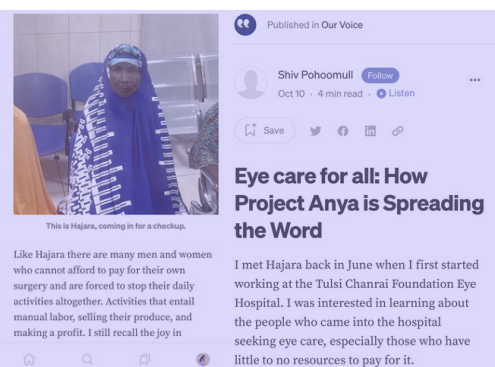 This is Hajara, coming in for a checkup.
Like Hajara there are many men and women
who cannot afford to pay for their own
surgery and are forced to stop their daily
activities altogether. Activities that entail
manual labor, selling their produce, and
making a profit. I still recall the joy in
Published in Our Voice
Shiv Pohoomull Follow
Oct 10 · 4 min read · Listen
Save
Eye care for all: How
Project Anya is Spreading
the Word
I met Hajara back in June when I first started
working at the Tulsi Chanrai Foundation Eye
Hospital. I was interested in learning about
the people who came into the hospital
seeking eye care, especially those who have
little to no resources to pay for it.